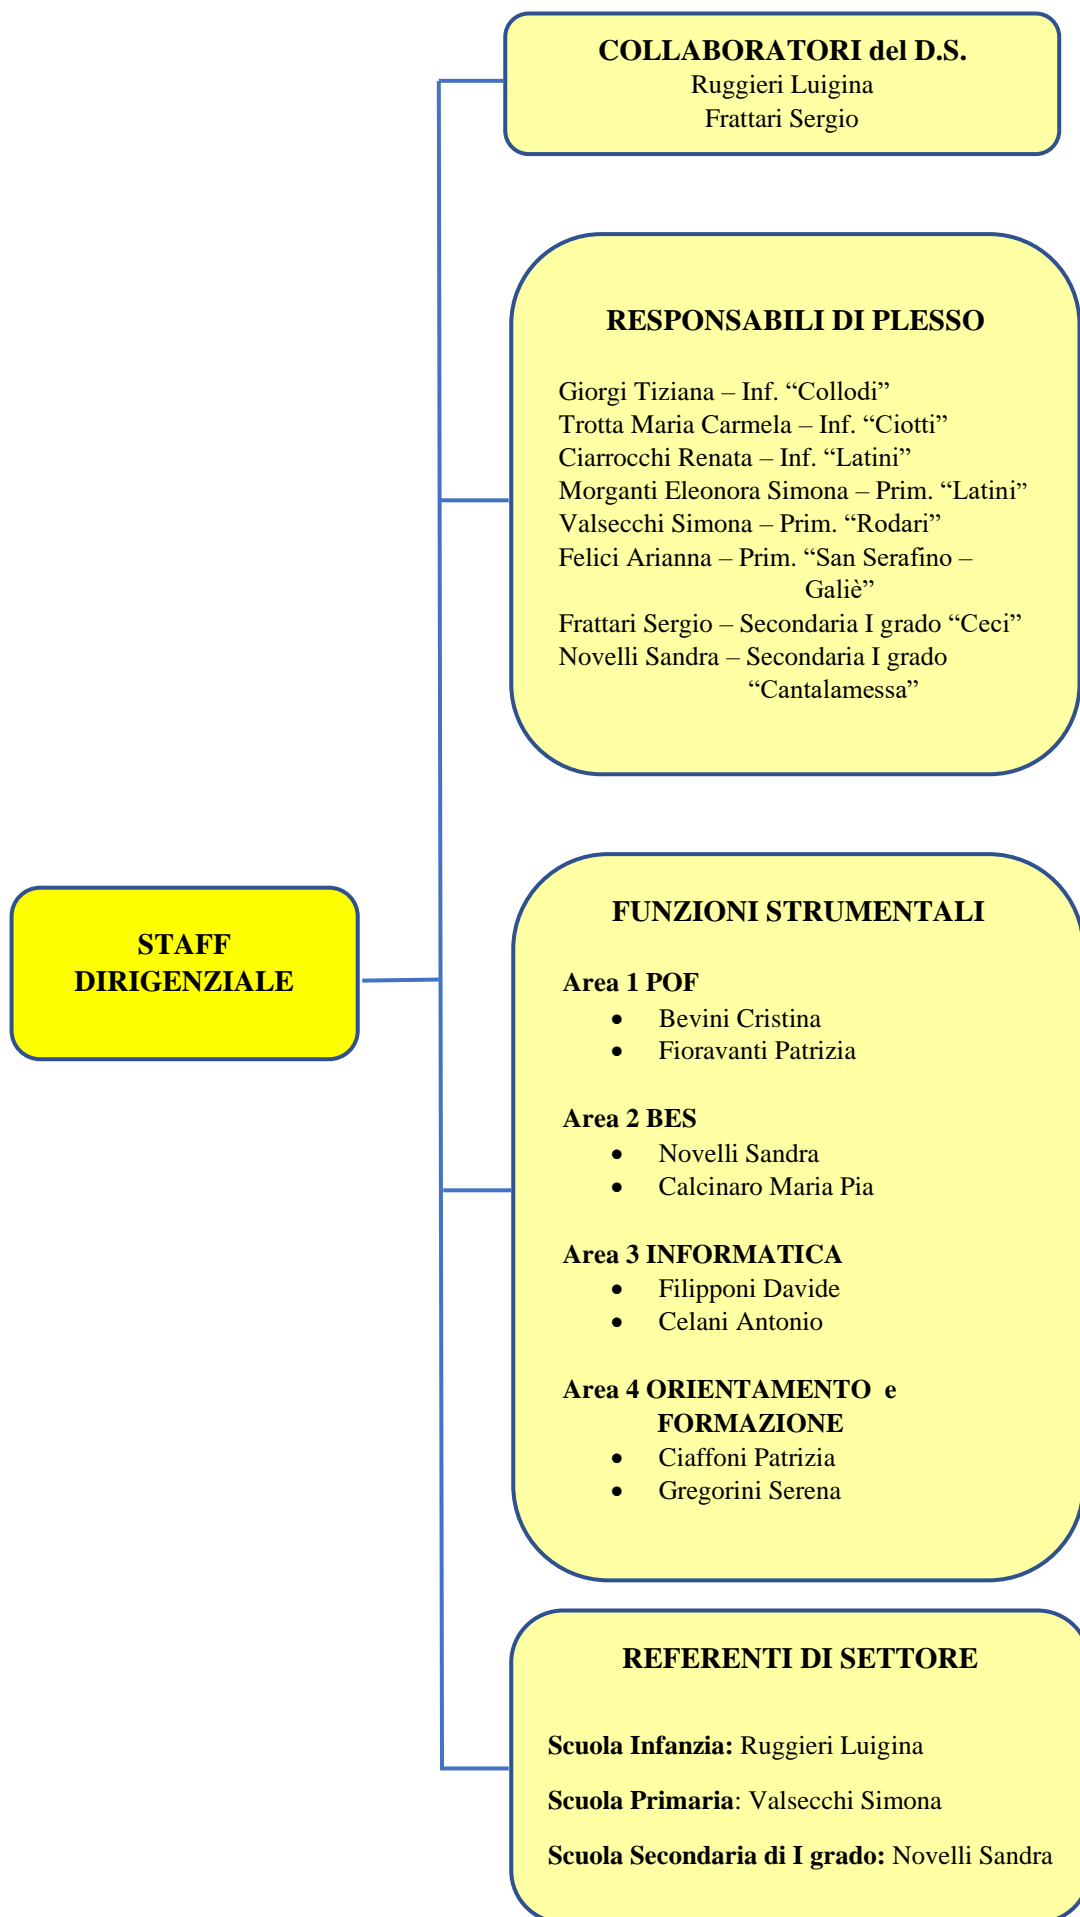 COLLABORATORI del D.S.
Ruggieri Luigina
Frattari Sergio
RESPONSABILI DI PLESSO
Giorgi Tiziana – Inf. “Collodi”
Trotta Maria Carmela – Inf. “Ciotti”
Ciarrocchi Renata – Inf. “Latini”
Morganti Eleonora Simona – Prim. “Latini”
Valsecchi Simona – Prim. “Rodari”
Felici Arianna – Prim. “San Serafino –
Galiè”
Frattari Sergio – Secondaria I grado “Ceci”
Novelli Sandra – Secondaria I grado
“Cantalamessa”
STAFF
DIRIGENZIALE
FUNZIONI STRUMENTALI
Area 1 POF
• Bevini Cristina
• Fioravanti Patrizia
Area 2 BES
• Novelli Sandra
• Calcinaro Maria Pia
Area 3 INFORMATICA
• Filipponi Davide
• Celani Antonio
Area 4 ORIENTAMENTO e
FORMAZIONE
• Ciaffoni Patrizia
• Gregorini Serena
REFERENTI DI SETTORE
Scuola Infanzia: Ruggieri Luigina
Scuola Primaria: Valsecchi Simona
Scuola Secondaria di I grado: Novelli Sandra